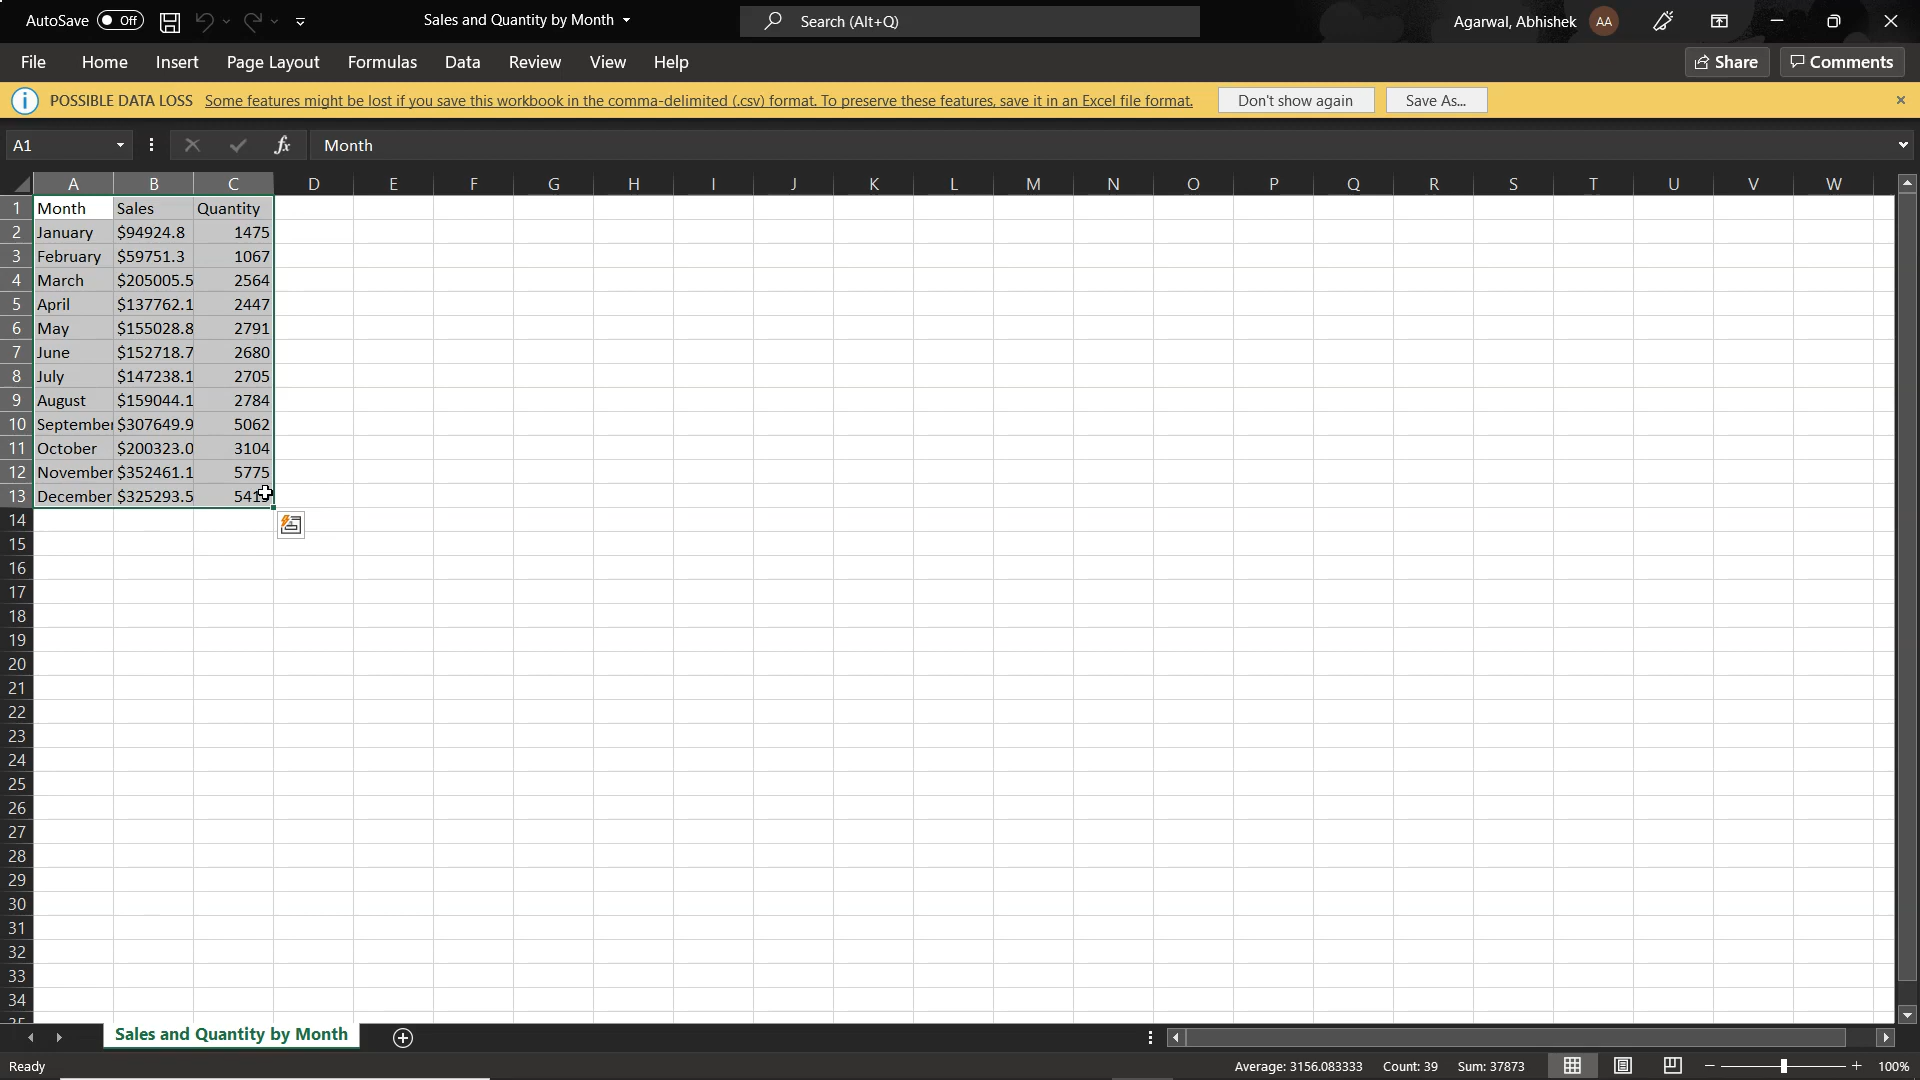 AutoSave Off Sales and Quantity by Month Search (Alt+Q) Agarwal, Abhishek AA
File Home Insert Page Layout Formulas Data Review View Help Share Comments
POSSIBLE DATA LOSS Some features might be lost if you save this workbook in the comma-delimited (.csv) format. To preserve these features, save it in an Excel file format. Don't show again Save As...
A1 fx Month
A B C D E F G H I J K L M N O P Q R S T U V W
1 Month Sales Quantity
2 January $94924.8 1475
3 February $59751.3 1067
4 March $205005.5 2564
5 April $137762.1 2447
6 May $155028.8 2791
7 June $152718.7 2680
8 July $147238.1 2705
9 August $159044.1 2784
10 September $307649.9 5062
11 October $200323.0 3104
12 November $352461.1 5775
13 December $325293.5
14
15
16
17
18
19
20
21
22
23
24
25
26
27
28
29
30
31
32
33
34
Sales and Quantity by Month
Ready Average: 3156.083333 Count: 39 Sum: 37873 100%